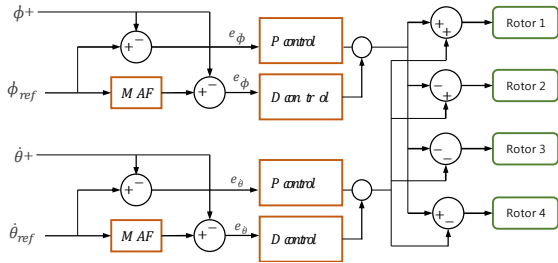 ϕ̇+
+
−
e_ϕ̇
P control
+
+
Rotor 1
ϕ̇_ref
MAF
+
−
e_ϕ̇
D control
−
+
Rotor 2
θ̇+
−
−
Rotor 3
+
−
e_θ̇
P control
θ̇_ref
MAF
+
−
e_θ̇
D control
+
−
Rotor 4